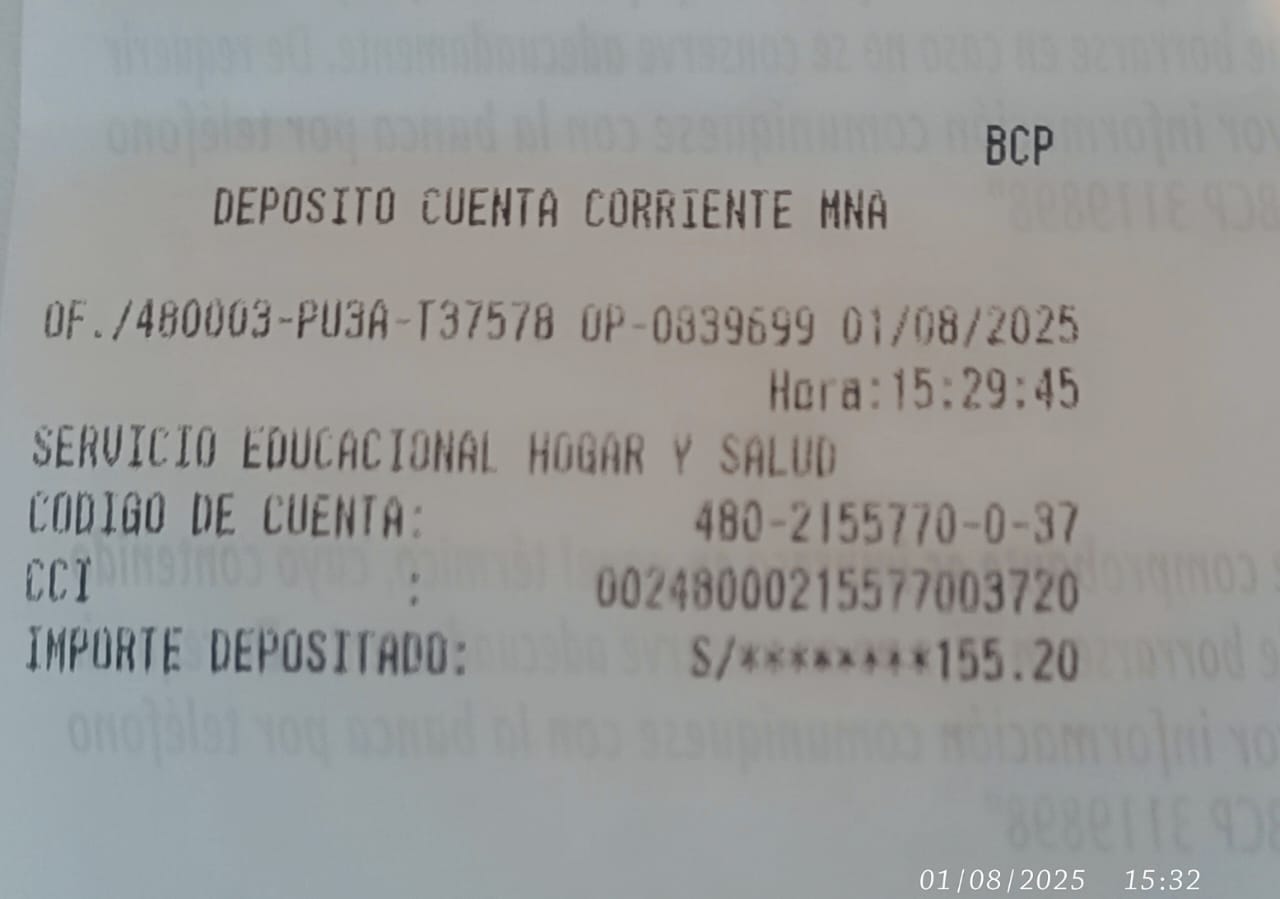 BCP
DEPOSITO CUENTA CORRIENTE MNA
OF./480003-PU3A-T37578 OP-0839699 01/08/2025
Hora:15:29:45
SERVICIO EDUCACIONAL HOGAR Y SALUD
CODIGO DE CUENTA: 480-2155770-0-37
CCI : 00248000215577003720
IMPORTE DEPOSITADO: S/********155.20
01/08/2025 15:32